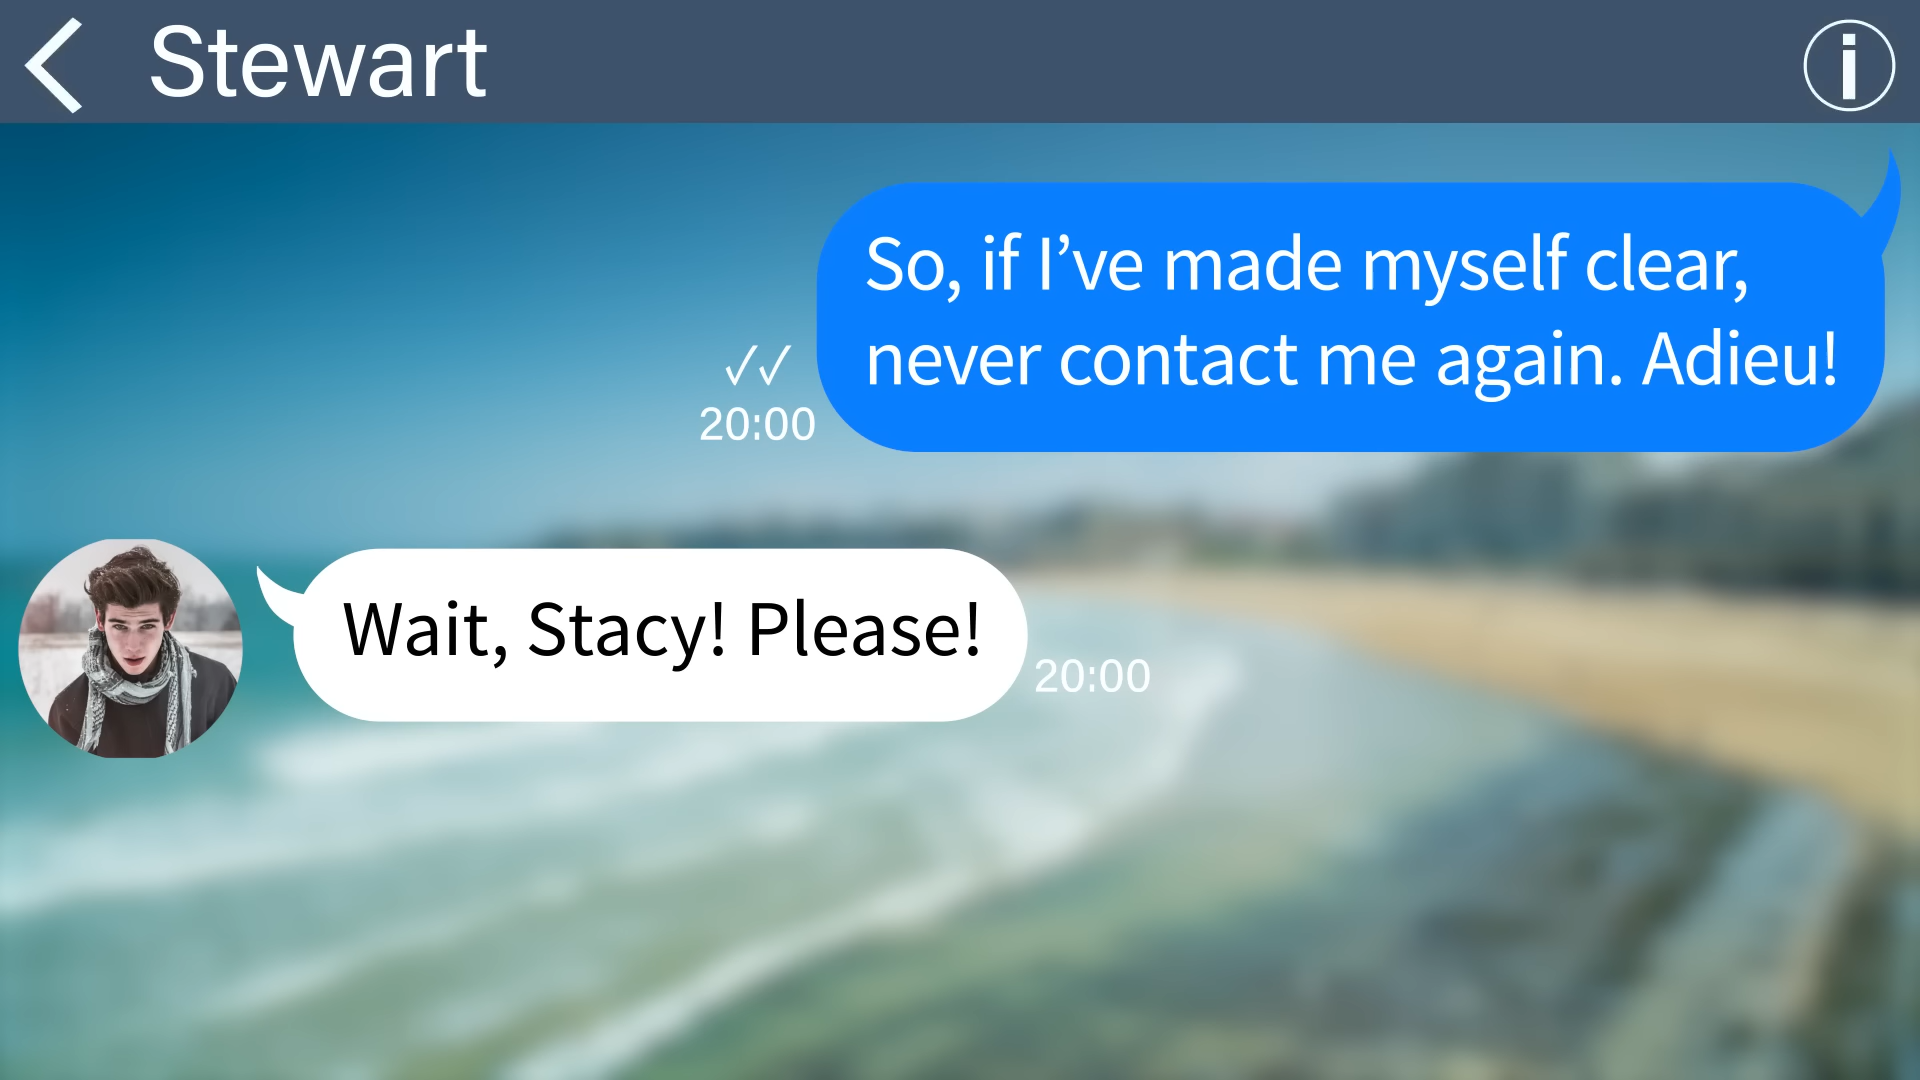 Stewart
So, if I’ve made myself clear,
never contact me again. Adieu!
✓✓
20:00
Wait, Stacy! Please!
20:00